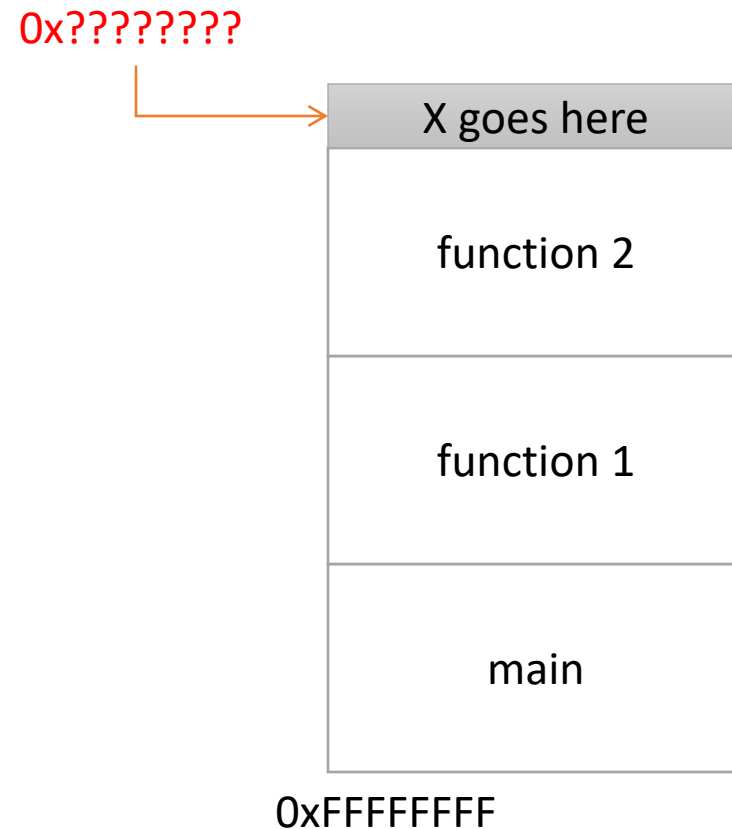 0x????????
X goes here
function 2
function 1
main
0xFFFFFFFF